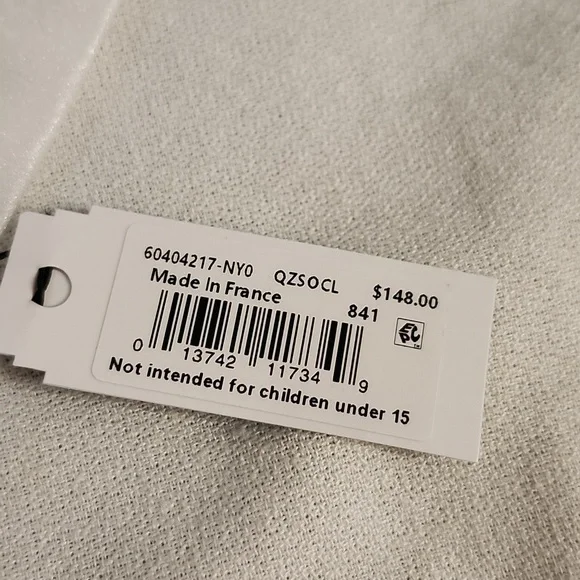 60404217-NY0 QZSOCL $148.00
Made In France 841
0 13742 11734 9
Not intended for children under 15